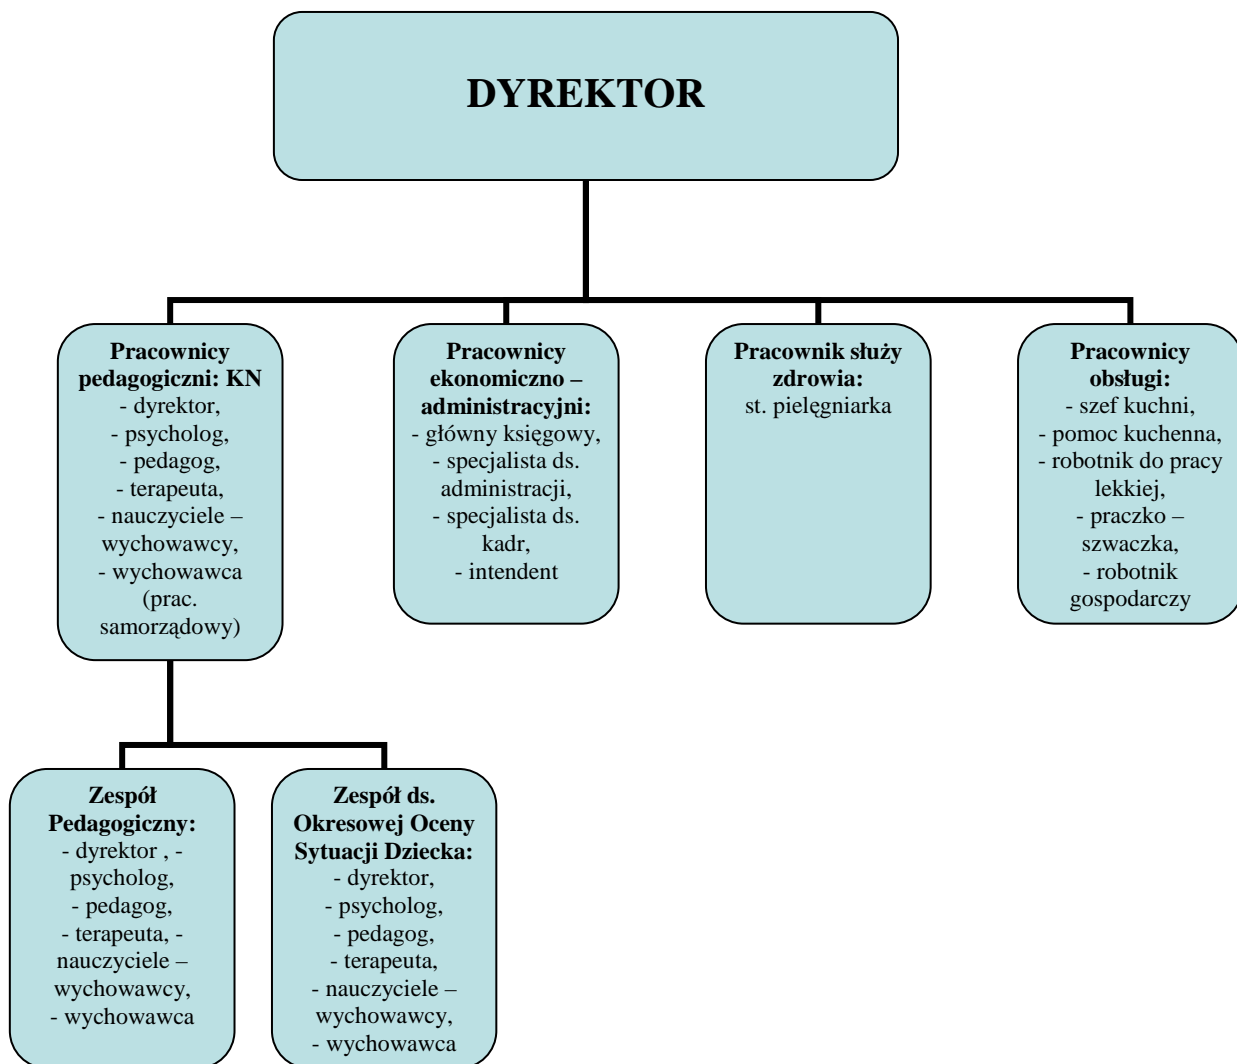 DYREKTOR
Pracownicy
pedagogiczni: KN
- dyrektor,
- psycholog,
- pedagog,
- terapeuta,
- nauczyciele –
wychowawcy,
- wychowawca
(prac.
samorządowy)
Pracownicy
ekonomiczno –
administracyjni:
- główny księgowy,
- specjalista ds.
administracji,
- specjalista ds.
kadr,
- intendent
Pracownik służy
zdrowia:
st. pielęgniarka
Pracownicy
obsługi:
- szef kuchni,
- pomoc kuchenna,
- robotnik do pracy
lekkiej,
- praczko –
szwaczka,
- robotnik
gospodarczy
Zespół
Pedagogiczny:
- dyrektor , -
psycholog,
- pedagog,
- terapeuta, -
nauczyciele –
wychowawcy,
- wychowawca
Zespół ds.
Okresowej Oceny
Sytuacji Dziecka:
- dyrektor,
- psycholog,
- pedagog,
- terapeuta,
- nauczyciele –
wychowawcy,
- wychowawca